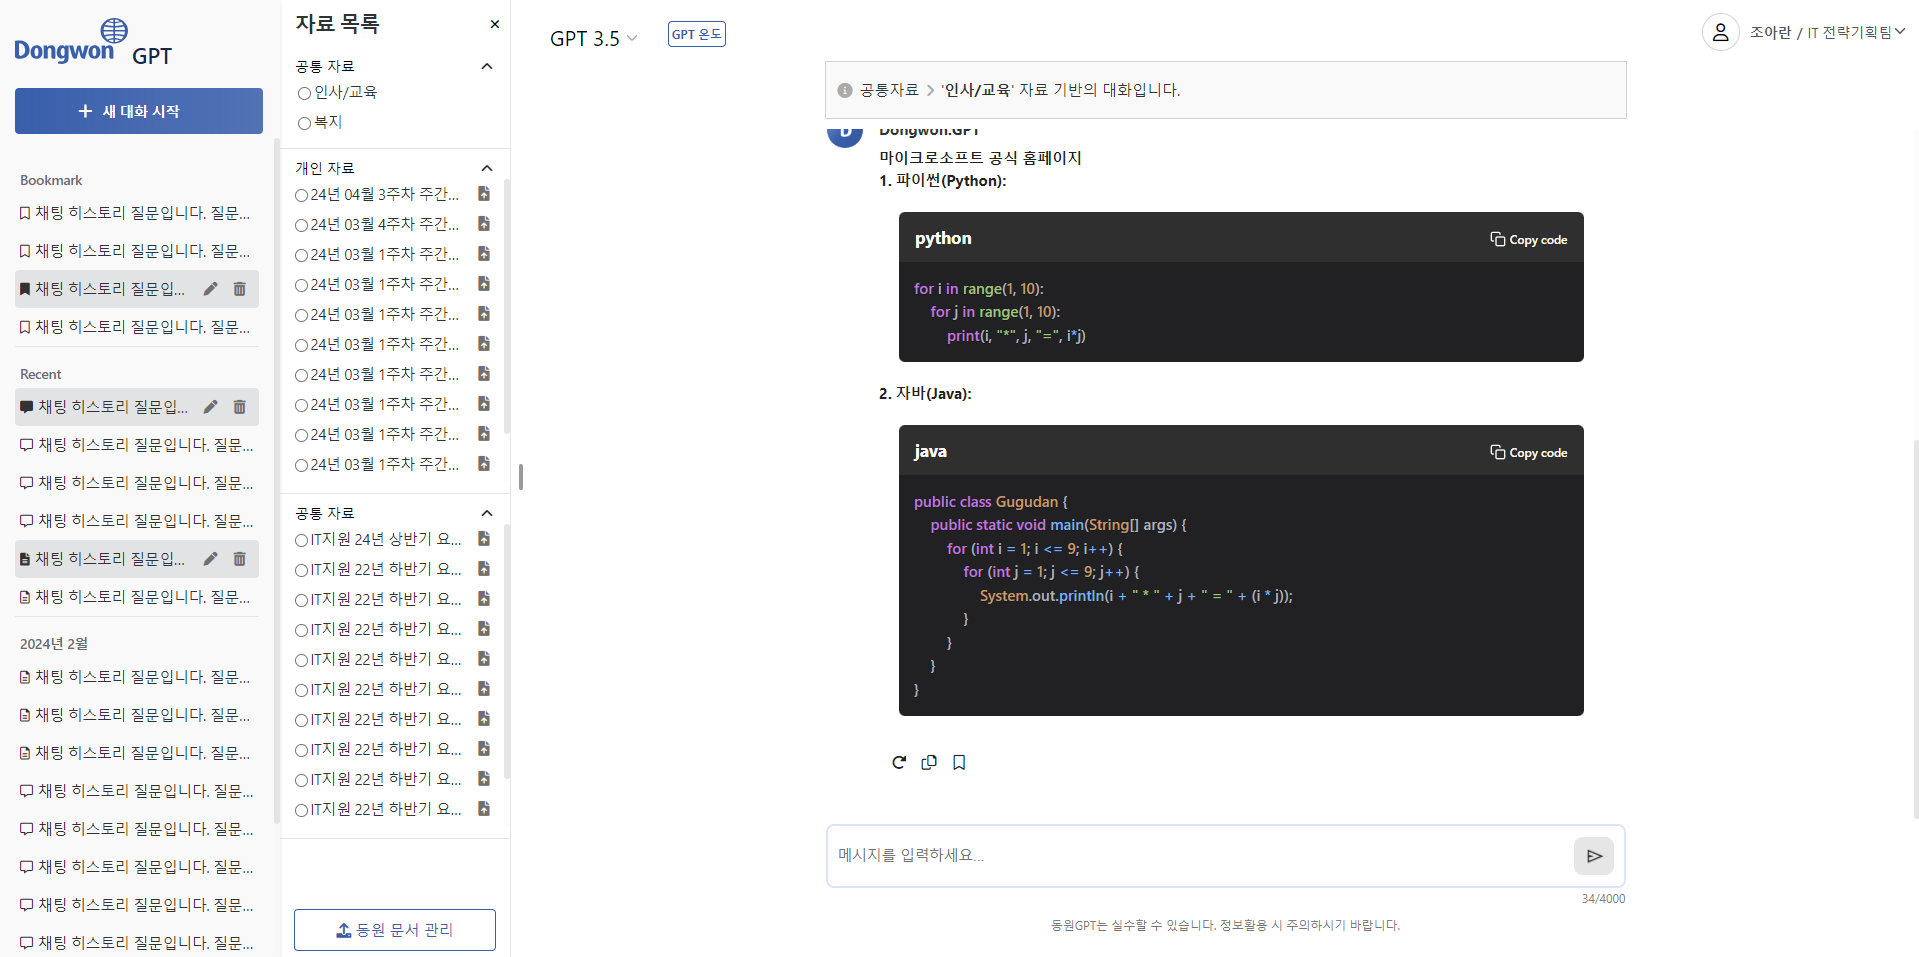 Dongwon GPT
새 대화 시작
Bookmark
채팅 히스토리 질문입니다. 질문...
채팅 히스토리 질문입니다. 질문...
채팅 히스토리 질문입...
채팅 히스토리 질문입니다. 질문...
Recent
채팅 히스토리 질문입...
채팅 히스토리 질문입니다. 질문...
채팅 히스토리 질문입니다. 질문...
채팅 히스토리 질문입니다. 질문...
채팅 히스토리 질문입...
채팅 히스토리 질문입니다. 질문...
2024년 2월
채팅 히스토리 질문입니다. 질문...
채팅 히스토리 질문입니다. 질문...
채팅 히스토리 질문입니다. 질문...
채팅 히스토리 질문입니다. 질문...
채팅 히스토리 질문입니다. 질문...
채팅 히스토리 질문입니다. 질문...
채팅 히스토리 질문입니다. 질문...
채팅 히스토리 질문입니다. 질문...
자료 목록
공통 자료
인사/교육
복지
개인 자료
24년 04월 3주차 주간...
24년 03월 4주차 주간...
24년 03월 1주차 주간...
24년 03월 1주차 주간...
24년 03월 1주차 주간...
24년 03월 1주차 주간...
24년 03월 1주차 주간...
24년 03월 1주차 주간...
24년 03월 1주차 주간...
24년 03월 1주차 주간...
공통 자료
IT지원 24년 상반기 요...
IT지원 22년 하반기 요...
IT지원 22년 하반기 요...
IT지원 22년 하반기 요...
IT지원 22년 하반기 요...
IT지원 22년 하반기 요...
IT지원 22년 하반기 요...
IT지원 22년 하반기 요...
IT지원 22년 하반기 요...
IT지원 22년 하반기 요...
동원 문서 관리
GPT 3.5
GPT 온도
조아란 / IT 전략기획팀
공통자료 > '인사/교육' 자료 기반의 대화입니다.
D Dongwon.GPT
마이크로소프트 공식 홈페이지
1. 파이썬(Python):
python Copy code
for i in range(1, 10):
for j in range(1, 10):
print(i, "*", j, "=", i*j)
2. 자바(Java):
java Copy code
public class Gugudan {
public static void main(String[] args) {
for (int i = 1; i <= 9; i++) {
for (int j = 1; j <= 9; j++) {
System.out.println(i + " * " + j + " = " + (i * j));
}
}
}
}
메시지를 입력하세요...
34/4000
동원GPT는 실수할 수 있습니다. 정보활용 시 주의하시기 바랍니다.